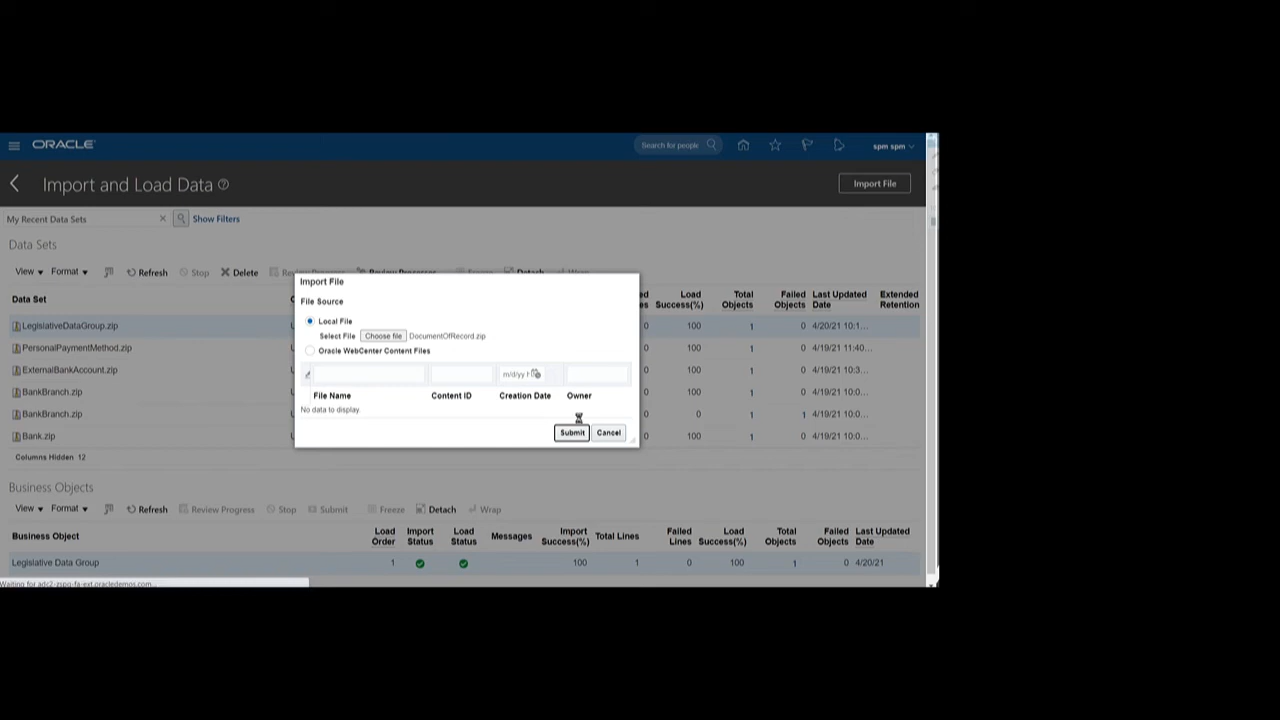 ORACLE
Search for people
spm spm
Import and Load Data
Import File
My Recent Data Sets
Show Filters
Data Sets
View Format Refresh Stop Delete Detach
Data Set Load Success(%) Total Objects Failed Objects Last Updated Date Extended Retention
LegislativeDataGroup.zip 0 100 1 0 4/20/21 10:1...
PersonalPaymentMethod.zip 0 100 1 0 4/19/21 11:40...
ExternalBankAccount.zip 0 100 1 0 4/19/21 10:3...
BankBranch.zip 0 100 1 0 4/19/21 10:0...
BankBranch.zip 0 0 1 1 4/19/21 10:0...
Bank.zip 0 100 1 0 4/19/21 10:0...
Columns Hidden 12
Import File
File Source
Local File
Select File Choose file DocumentOfRecord.zip
Oracle WebCenter Content Files
m/d/yy h
File Name Content ID Creation Date Owner
No data to display.
Submit Cancel
Business Objects
View Format Refresh Review Progress Stop Submit Freeze Detach Wrap
Business Object Load Order Import Status Load Status Messages Import Success(%) Total Lines Failed Lines Load Success(%) Total Objects Failed Objects Last Updated Date
Legislative Data Group 1 100 1 0 100 1 0 4/20/21